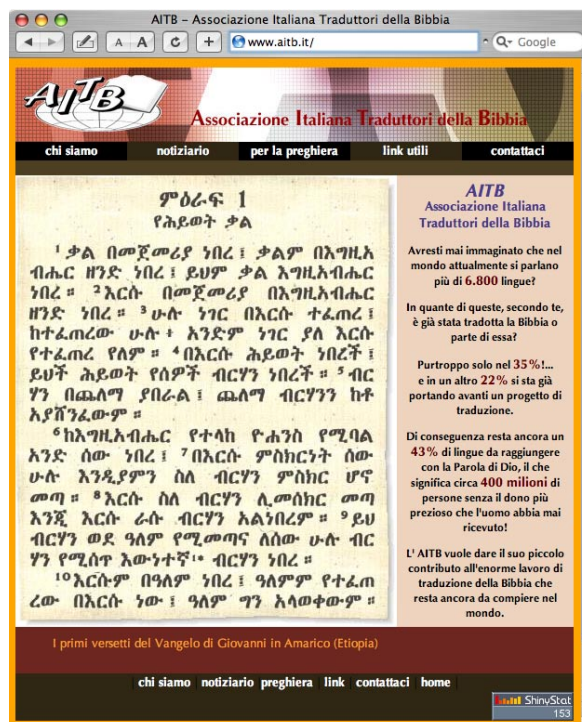 AITB – Associazione Italiana Traduttori della Bibbia
A A
www.aitb.it/
Google
AITB
Associazione Italiana Traduttori della Bibbia
chi siamo notiziario per la preghiera link utili contattaci
ምዕራፍ 1
የሕይወት ቃል
1 ቃል በመጀመሪያ ነበረ ፤ ቃልም በእግዚአ
ብሔር ዘንድ ነበረ ፤ ይህም ቃል እግዚአብሔር
ነበረ ። 2 እርሱ በመጀመሪያ በእግዚአብሔር
ዘንድ ነበረ ። 3 ሁሉ ነገር በእርሱ ተፈጠረ ፤
ከተፈጠረው ሁሉ ፥ አንድም ነገር ያለ እርሱ
የተፈጠረ የለም ። 4 በእርሱ ሕይወት ነበረች ፤
ይህች ሕይወት የሰዎች ብርሃን ነበረች ። 5 ብር
ሃን በጨለማ ያበራል ፤ ጨለማ ብርሃንን ከቶ
አያሸንፈውም ።
6 ከእግዚአብሔር የተላከ ዮሐንስ የሚባል
አንድ ሰው ነበረ ፤ 7 በእርሱ ምስክርነት ሰው
ሁሉ እንዲያምን ስለ ብርሃን ምስክር ሆኖ
መጣ ። 8 እርሱ ስለ ብርሃን ሊመሰክር መጣ
እንጂ እርሱ ራሱ ብርሃን አልነበረም ። 9 ይህ
ብርሃን ወደ ዓለም የሚመጣና ለሰው ሁሉ ብር
ሃን የሚሰጥ እውነተኛ1* ብርሃን ነበረ ።
10 እርሱም በዓለም ነበረ ፤ ዓለምም የተፈጠ
ረው በእርሱ ነው ፤ ዓለም ግን አላወቀውም ።
AITB
Associazione Italiana
Traduttori della Bibbia
Avresti mai immaginato che nel
mondo attualmente si parlano
più di 6.800 lingue?
In quante di queste, secondo te,
è già stata tradotta la Bibbia o
parte di essa?
Purtroppo solo nel 35%!...
e in un altro 22% si sta già
portando avanti un progetto di
traduzione.
Di conseguenza resta ancora un
43% di lingue da raggiungere
con la Parola di Dio, il che
significa circa 400 milioni di
persone senza il dono più
prezioso che l'uomo abbia mai
ricevuto!
L' AITB vuole dare il suo piccolo
contributo all'enorme lavoro di
traduzione della Bibbia che
resta ancora da compiere nel
mondo.
I primi versetti del Vangelo di Giovanni in Amarico (Etiopia)
chi siamo notiziario preghiera link contattaci home
ShinyStat
153